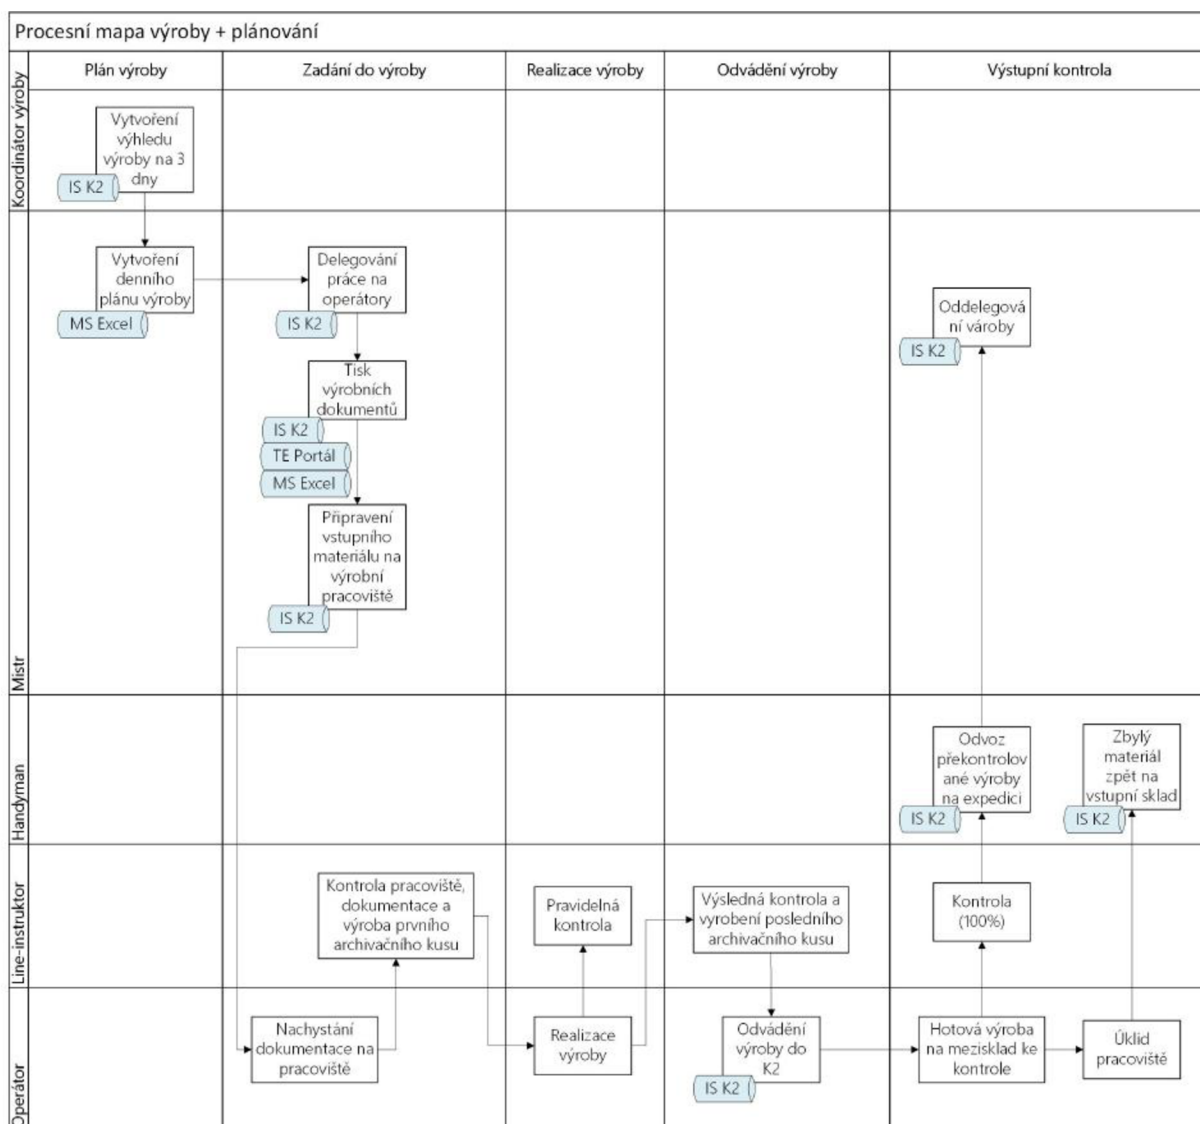 Procesní mapa výroby + plánování
Plán výroby
Zadání do výroby
Realizace výroby
Odvádění výroby
Výstupní kontrola
Koordinátor výroby
Vytvoření
výhledu
výroby na 3
dny
IS K2
Mistr
Vytvoření
denního
plánu výroby
MS Excel
Delegování
práce na
operátory
IS K2
Tisk
výrobních
dokumentů
IS K2
TE Portál
MS Excel
Připravení
vstupního
materiálu na
výrobní
pracoviště
IS K2
Oddelegová
ní vároby
IS K2
Handyman
Odvoz
překontrolov
ané výroby
na expedici
IS K2
Zbylý
materiál
zpět na
vstupní sklad
IS K2
Line-instruktor
Kontrola pracoviště,
dokumentace a
výroba prvního
archivačního kusu
Pravidelná
kontrola
Výsledná kontrola a
vyrobení posledního
archivačního kusu
Kontrola
(100%)
Operátor
Nachystání
dokumentace na
pracoviště
Realizace
výroby
Odvádění
výroby do
K2
IS K2
Hotová výroba
na mezisklad ke
kontrole
Úklid
pracoviště